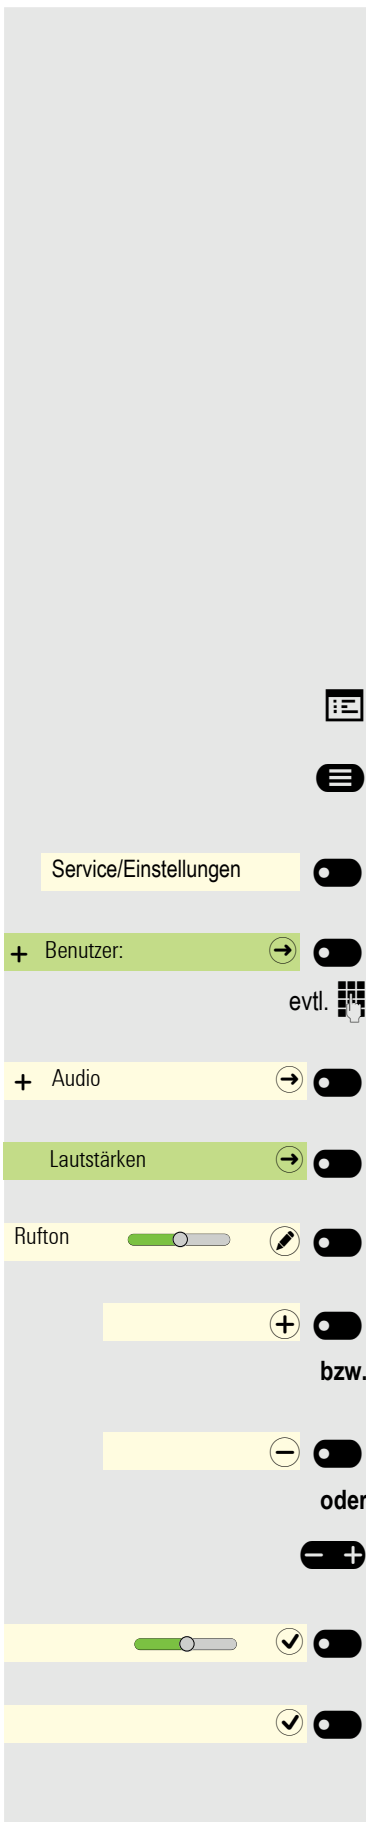 Service/Einstellungen
+ Benutzer:
evtl.
+ Audio
Lautstärken
Rufton
bzw.
oder